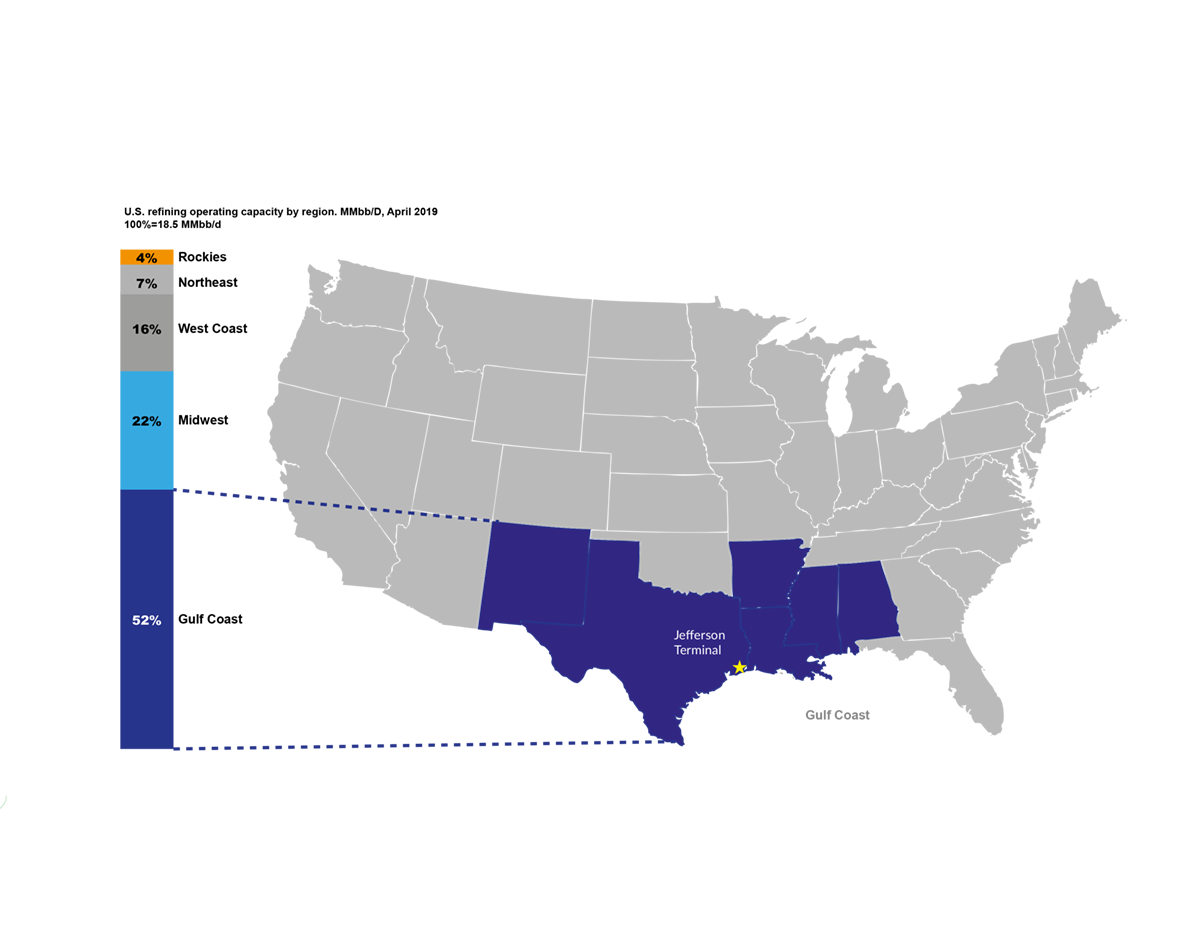 U.S. refining operating capacity by region. MMbb/D, April 2019
100%=18.5 MMbb/d
4% Rockies
7% Northeast
16% West Coast
22% Midwest
52% Gulf Coast
Jefferson
Terminal
Gulf Coast